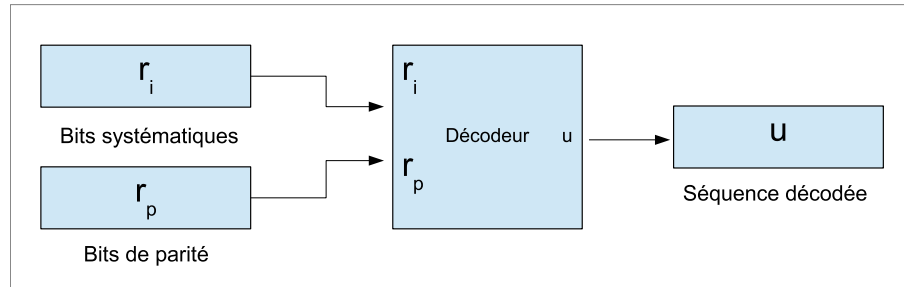 r_i
Bits systématiques
r_p
Bits de parité
r_i
Décodeur u
r_p
u
Séquence décodée